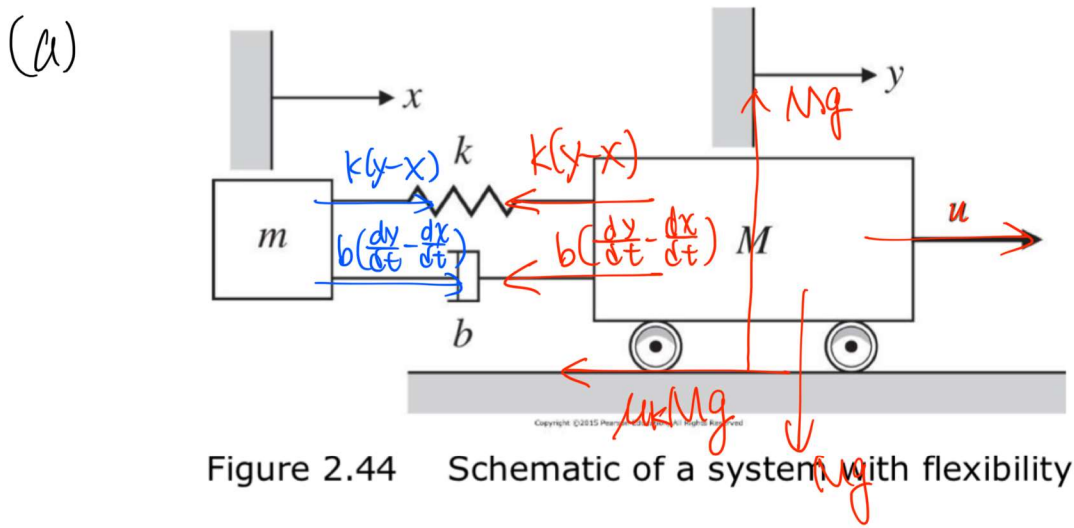 (a)
x
y
Mg
k(y-x) k k(y-x)
m
b(dy/dt - dx/dt) b(dy/dt - dx/dt) M
u
b
μkMg
Mg
Figure 2.44 Schematic of a system with flexibility